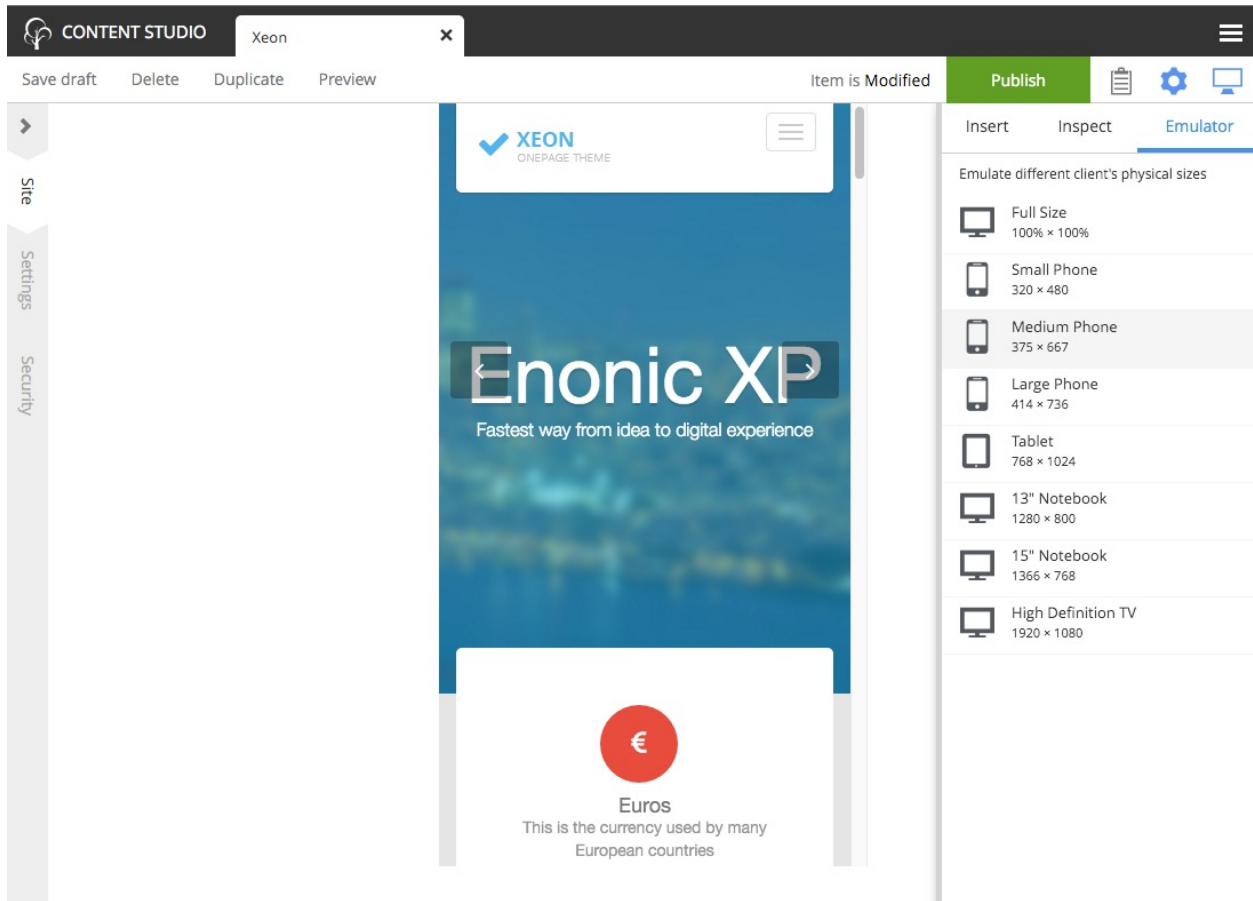 CONTENT STUDIO
Xeon
Save draft Delete Duplicate Preview
Item is Modified
Publish
Site
Settings
Security
XEON
ONEPAGE THEME
Enonic XP
Fastest way from idea to digital experience
€
Euros
This is the currency used by many
European countries
Insert Inspect Emulator
Emulate different client's physical sizes
Full Size
100% × 100%
Small Phone
320 × 480
Medium Phone
375 × 667
Large Phone
414 × 736
Tablet
768 × 1024
13" Notebook
1280 × 800
15" Notebook
1366 × 768
High Definition TV
1920 × 1080